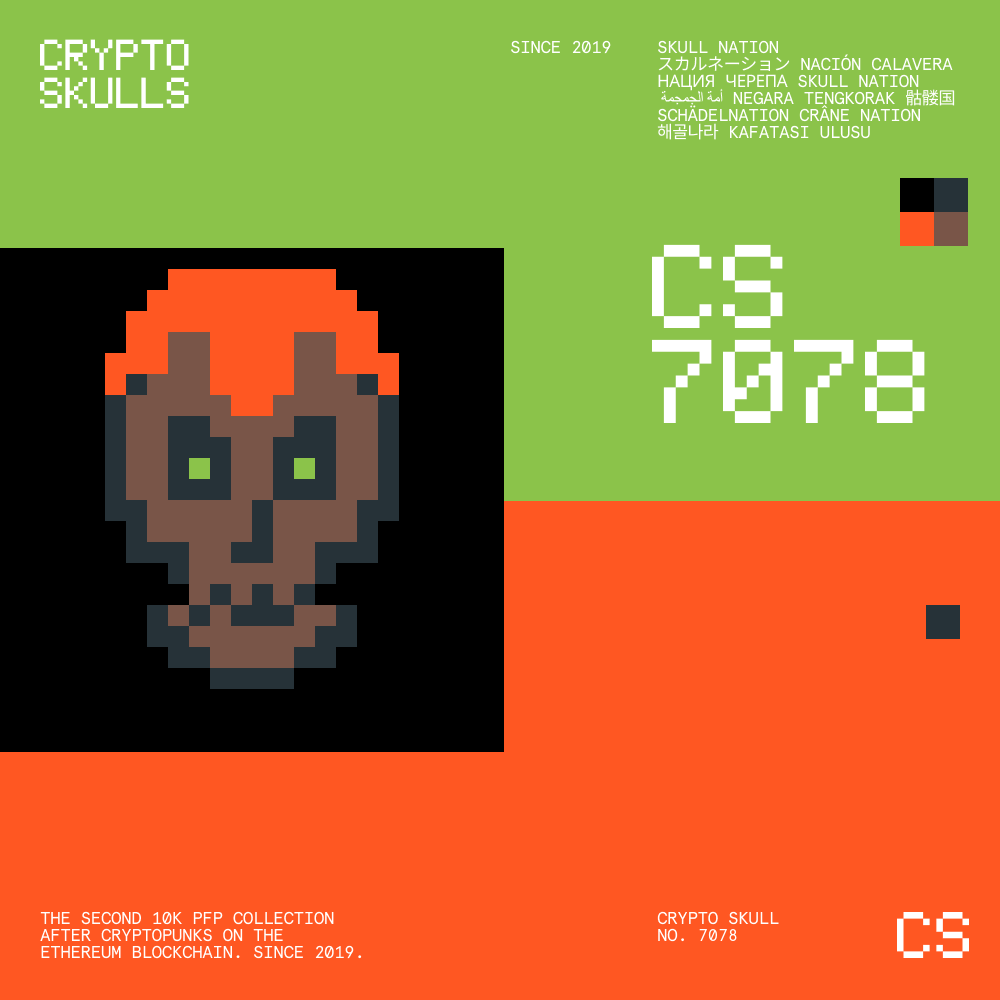 CRYPTO
SKULLS
SINCE 2019
SKULL NATION
スカルネーション NACIÓN CALAVERA
НАЦИЯ ЧЕРЕПА SKULL NATION
أمة الجمجمة NEGARA TENGKORAK 骷髅国
SCHÄDELNATION CRÂNE NATION
해골나라 KAFATASI ULUSU
CS
7078
THE SECOND 10K PFP COLLECTION
AFTER CRYPTOPUNKS ON THE
ETHEREUM BLOCKCHAIN. SINCE 2019.
CRYPTO SKULL
NO. 7078
CS